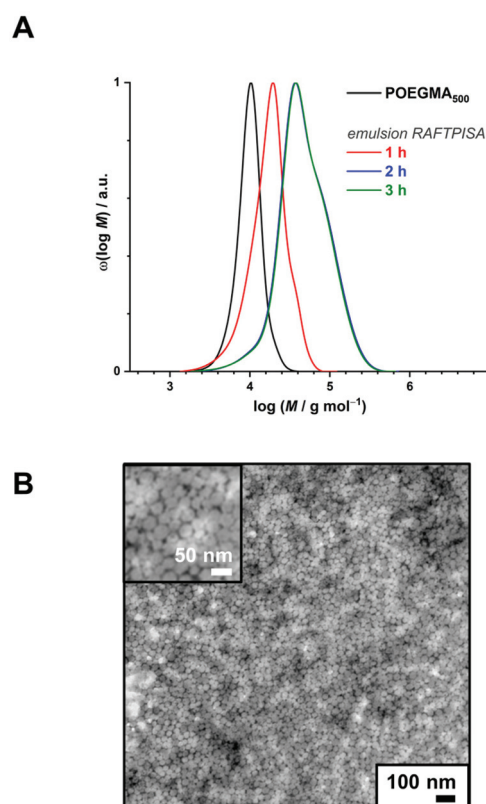 A
1
0
ω(log M) / a.u.
POEGMA₅₀₀
emulsion RAFTPISA
1 h
2 h
3 h
3 4 5 6
log (M / g mol⁻¹)
B
50 nm
100 nm